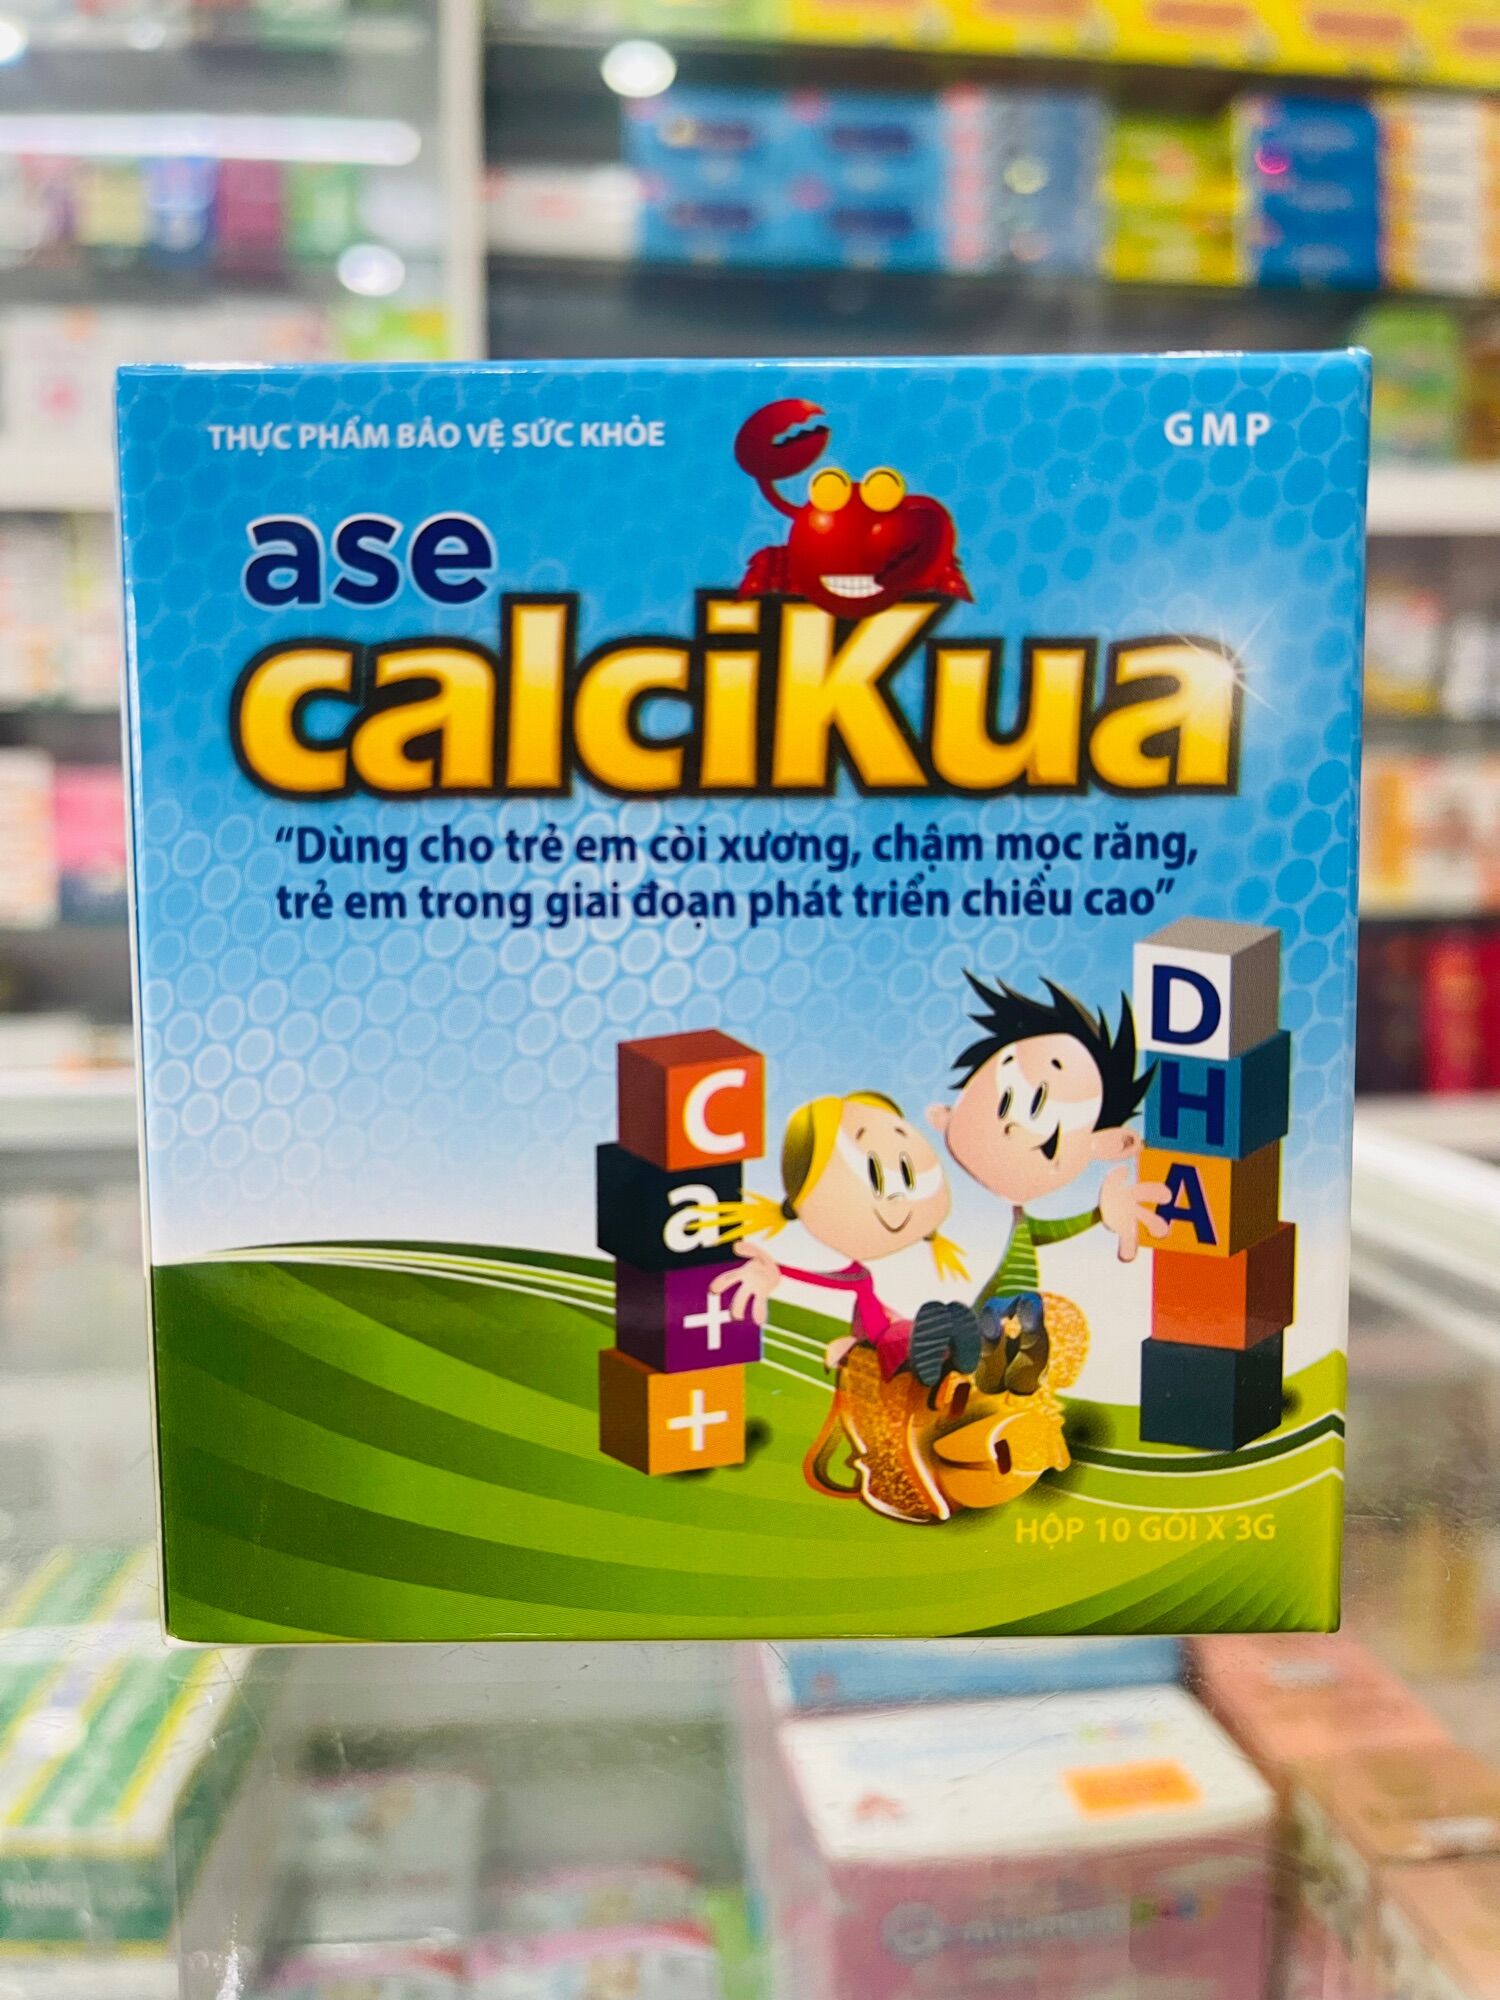 THỰC PHẨM BẢO VỆ SỨC KHỎE
GMP
ase
calciKua
“Dùng cho trẻ em còi xương, chậm mọc răng,
trẻ em trong giai đoạn phát triển chiều cao”
D
H
A
C
a
+
+
HỘP 10 GÓI X 3G